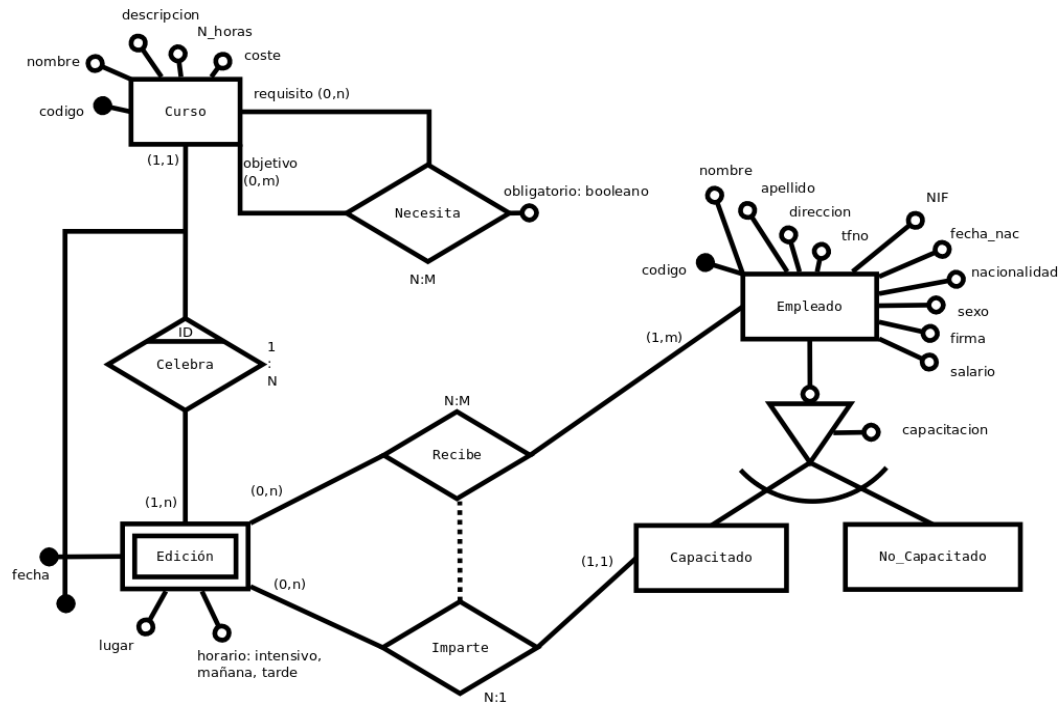 descripcion
N_horas
nombre
coste
codigo
Curso
requisito (0,n)
(1,1)
objetivo
(0,m)
Necesita
obligatorio: booleano
N:M
nombre
apellido
direccion
tfno
NIF
fecha_nac
nacionalidad
codigo
Empleado
sexo
firma
salario
ID
Celebra
1
:
N
(1,m)
N:M
Recibe
capacitacion
(0,n)
(1,n)
Edición
fecha
(0,n)
(1,1)
Capacitado
No_Capacitado
lugar
horario: intensivo,
mañana, tarde
Imparte
N:1